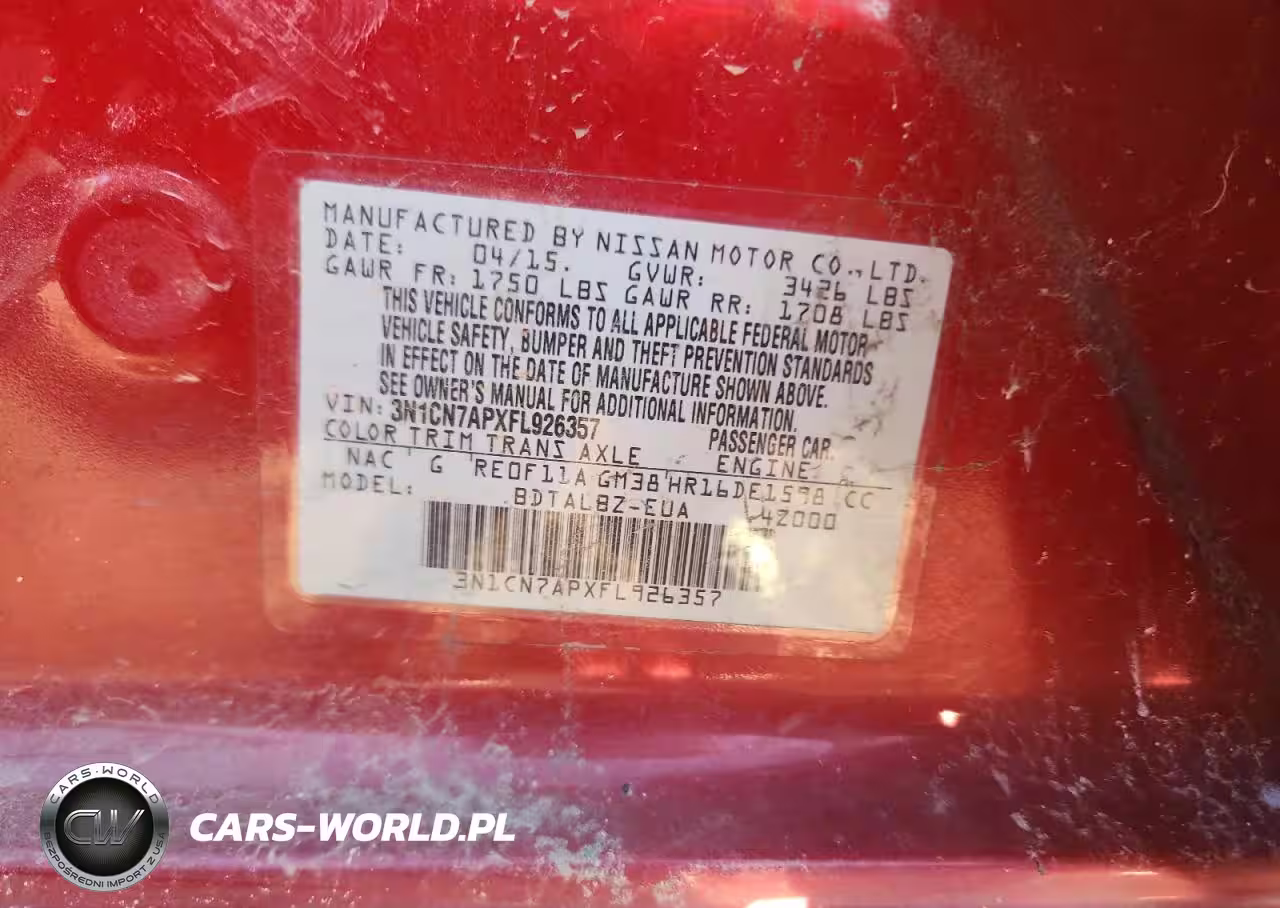 MANUFACTURED BY NISSAN MOTOR CO.,LTD.
DATE: 04/15. GVWR: 3426 LBS
GAWR FR: 1750 LBS GAWR RR: 1708 LBS
THIS VEHICLE CONFORMS TO ALL APPLICABLE FEDERAL MOTOR
VEHICLE SAFETY, BUMPER AND THEFT PREVENTION STANDARDS
IN EFFECT ON THE DATE OF MANUFACTURE SHOWN ABOVE.
SEE OWNER'S MANUAL FOR ADDITIONAL INFORMATION.
VIN: 3N1CN7APXFL926357 PASSENGER CAR.
COLOR TRIM TRANS AXLE ENGINE
NAC G RE0F11A GM38 HR16DE1598 CC
MODEL: BDTALBZ-EUA 42000
3N1CN7APXFL926357
CARS-WORLD
CW
BEZPOŚREDNI IMPORT Z USA
CARS-WORLD.PL